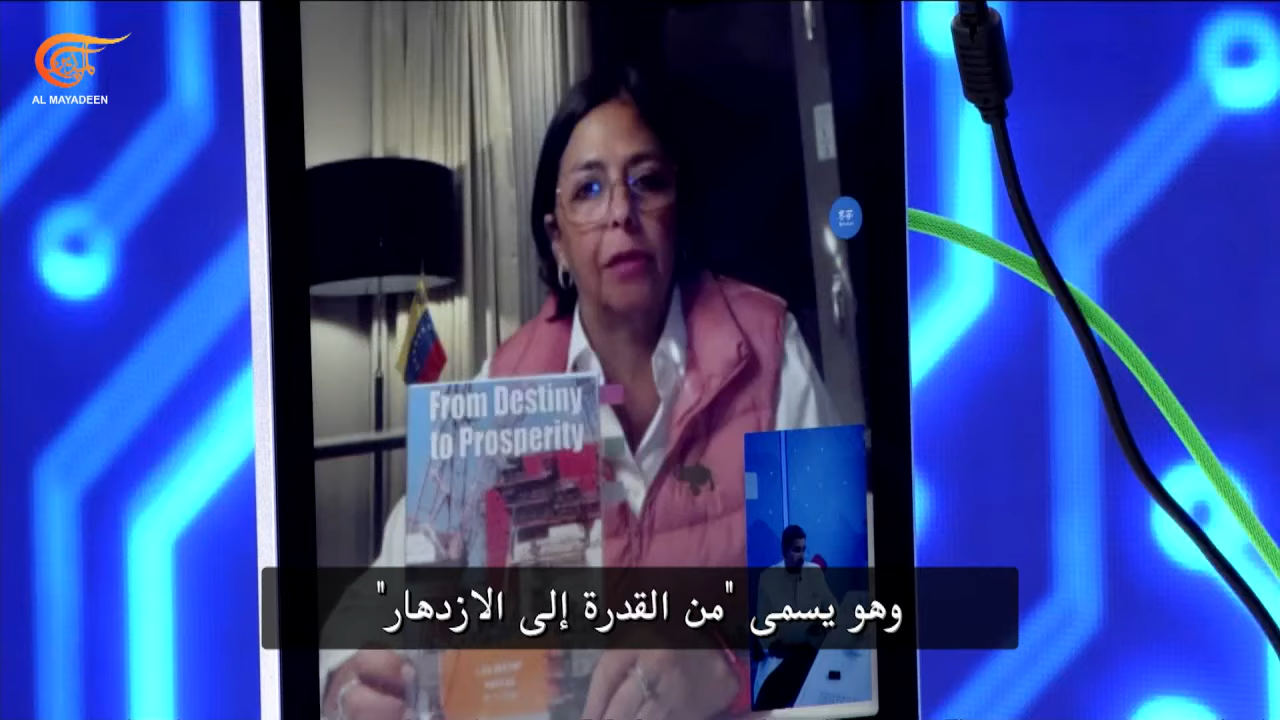 AL MAYADEEN
From Destiny
to Prosperity
وهو يسمى "من القدرة إلى الازدهار"